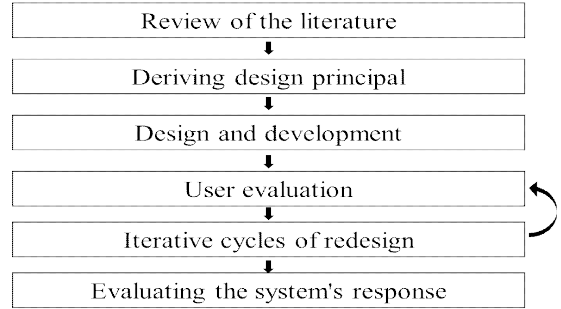 Review of the literature
Deriving design principal
Design and development
User evaluation
Iterative cycles of redesign
Evaluating the system's response